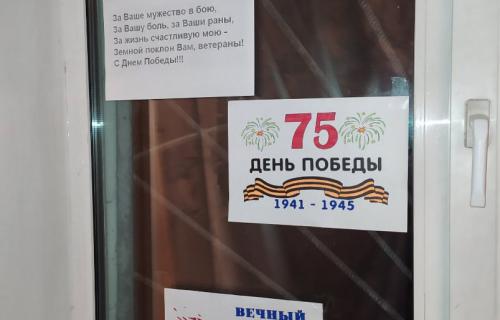 За Ваше мужество в бою,
За Вашу боль, за Ваши раны,
За жизнь счастливую мою -
Земной поклон Вам, ветераны!
С Днем Победы!!!
75
ДЕНЬ ПОБЕДЫ
1941 - 1945
ВЕЧНЫЙ